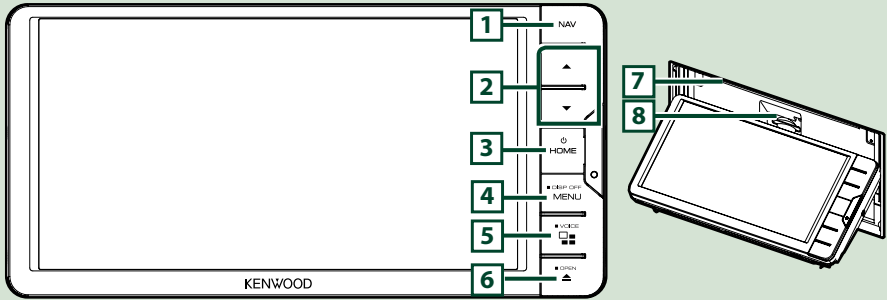 1 NAV
2
3 HOME
■ DISP OFF
4 MENU
■ VOICE
5
■ OPEN
6
KENWOOD
7
8